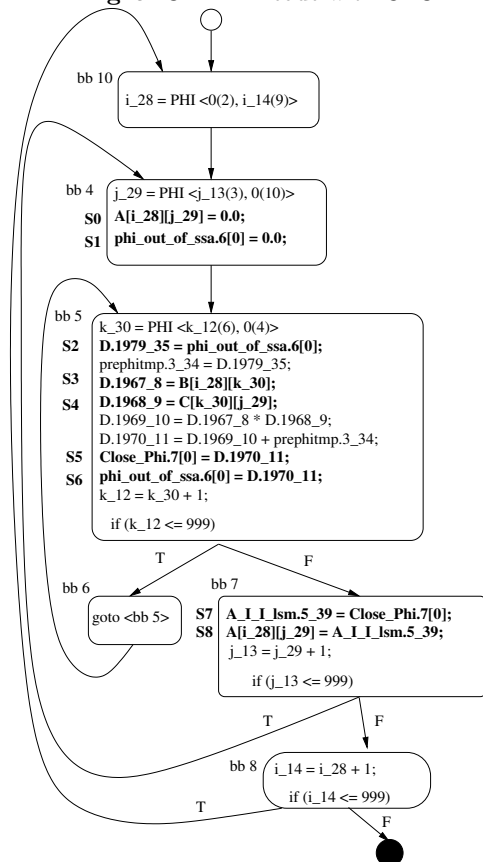 bb 10
i_28 = PHI <0(2), i_14(9)>
bb 4
j_29 = PHI <j_13(3), 0(10)>
S0 A[i_28][j_29] = 0.0;
S1 phi_out_of_ssa.6[0] = 0.0;
bb 5
k_30 = PHI <k_12(6), 0(4)>
S2 D.1979_35 = phi_out_of_ssa.6[0];
prephitmp.3_34 = D.1979_35;
S3 D.1967_8 = B[i_28][k_30];
S4 D.1968_9 = C[k_30][j_29];
D.1969_10 = D.1967_8 * D.1968_9;
D.1970_11 = D.1969_10 + prephitmp.3_34;
S5 Close_Phi.7[0] = D.1970_11;
S6 phi_out_of_ssa.6[0] = D.1970_11;
k_12 = k_30 + 1;
if (k_12 <= 999)
T F
bb 6 bb 7
goto <bb 5>
S7 A_I_I_lsm.5_39 = Close_Phi.7[0];
S8 A[i_28][j_29] = A_I_I_lsm.5_39;
j_13 = j_29 + 1;
if (j_13 <= 999)
T F
bb 8
i_14 = i_28 + 1;
if (i_14 <= 999)
T F